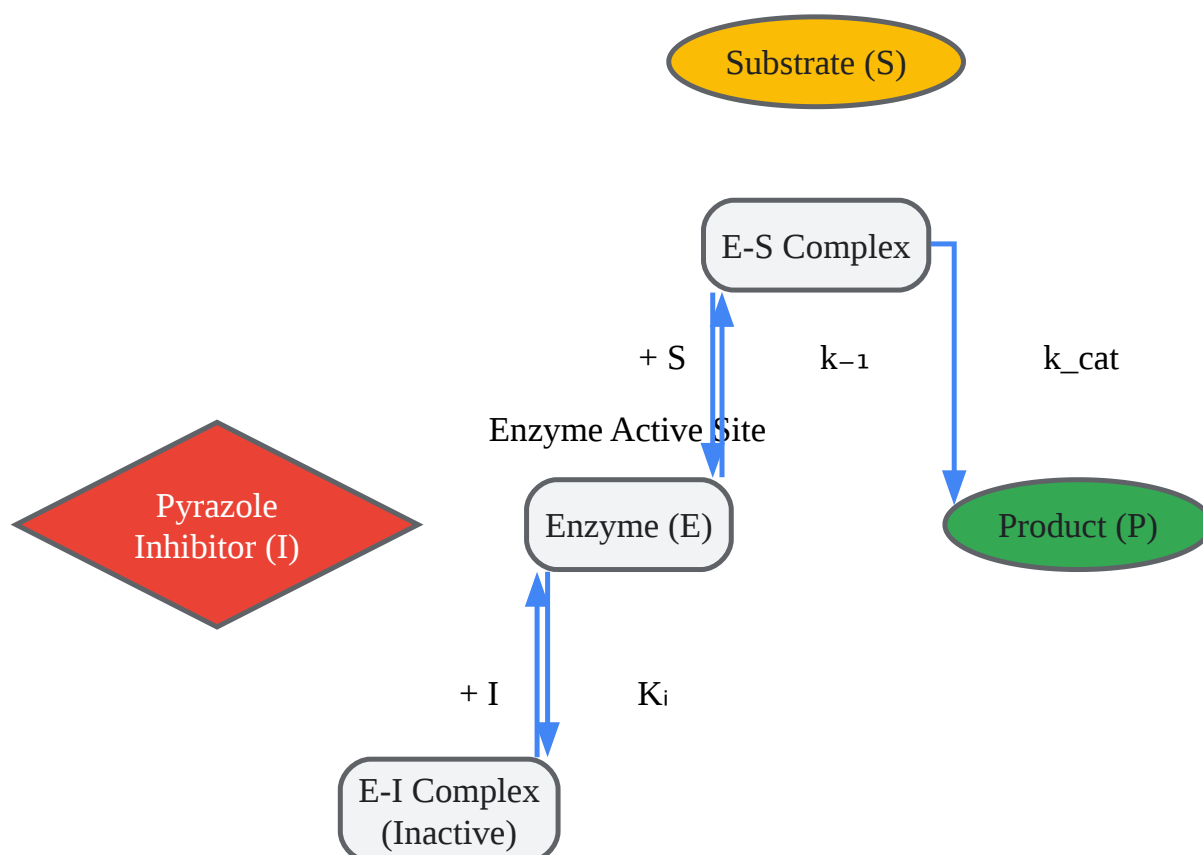 Substrate (S)
E-S Complex
+ S
k₋₁
k_cat
Enzyme Active Site
Pyrazole
Inhibitor (I)
Enzyme (E)
Product (P)
+ I
Kᵢ
E-I Complex
(Inactive)